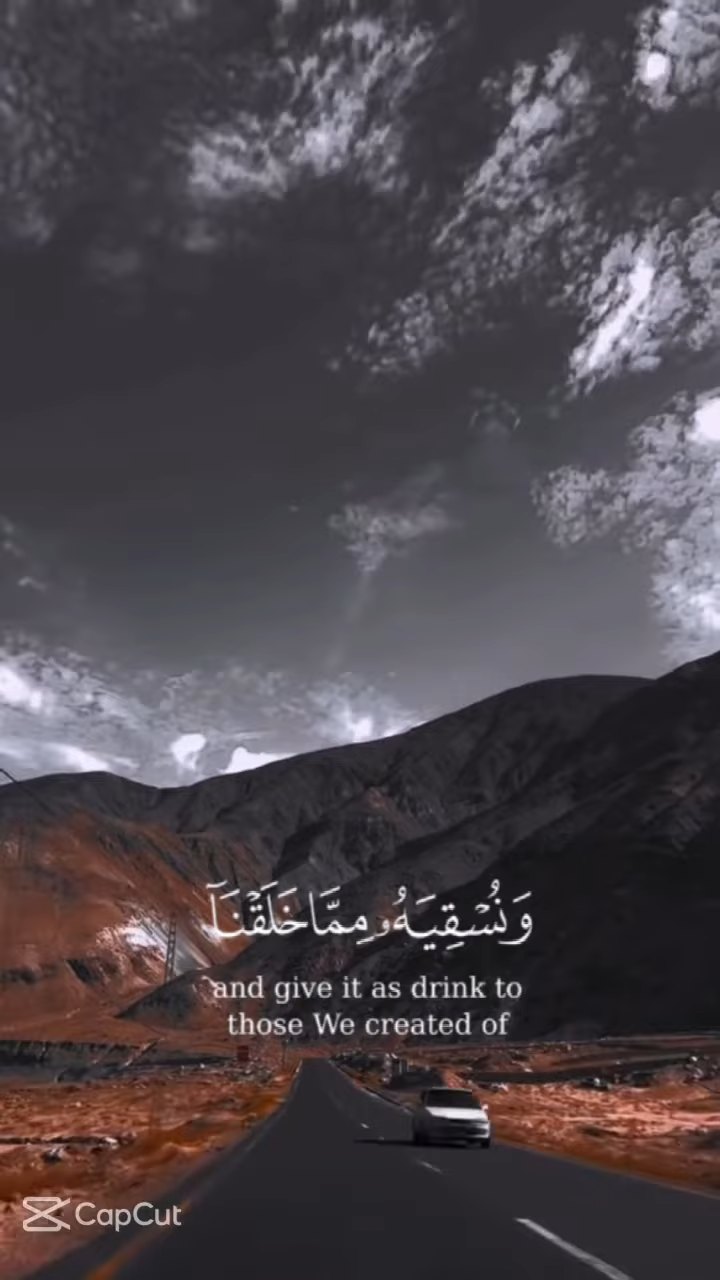 وَنُسْقِيَهُۥ مِمَّا خَلَقْنَآ
and give it as drink to
those We created of
CapCut